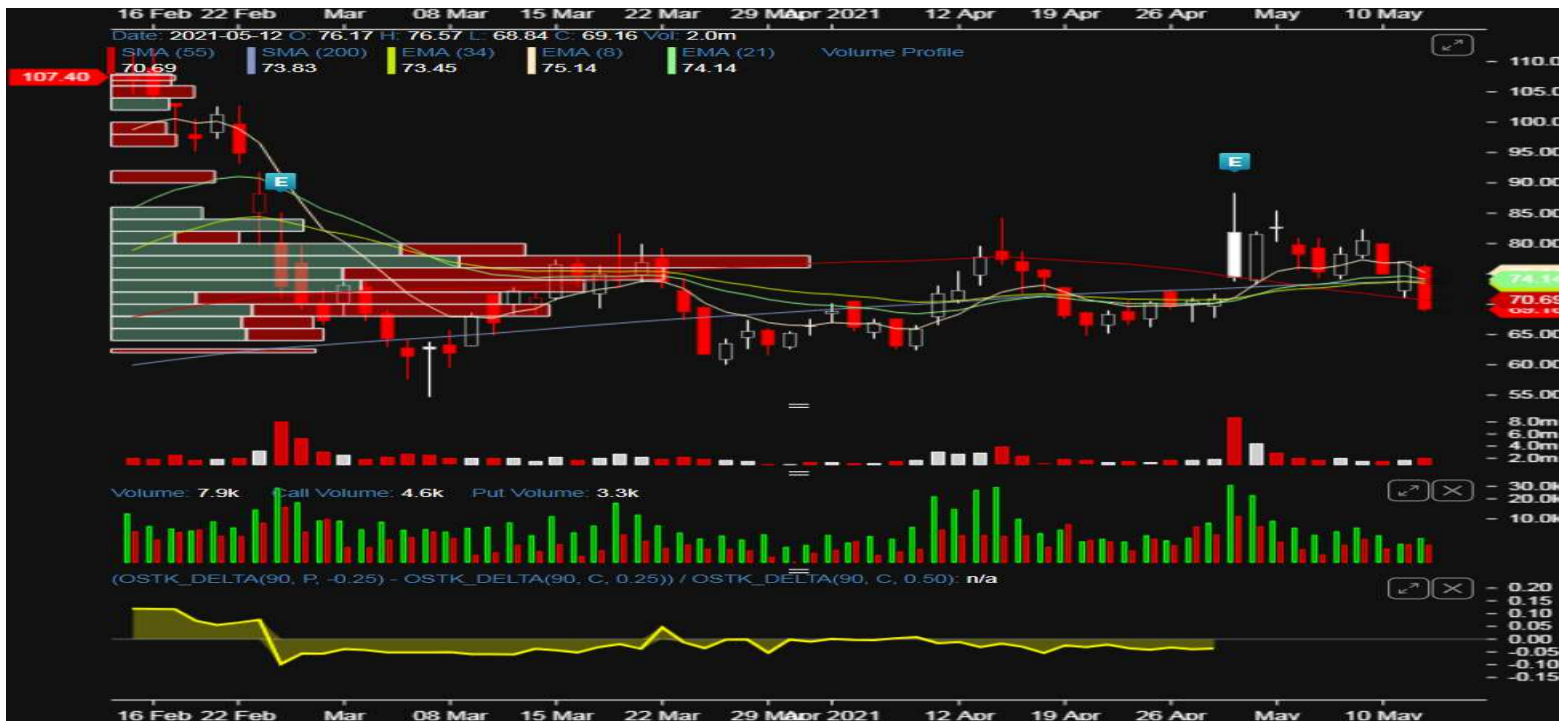 16 Feb 22 Feb Mar 08 Mar 15 Mar 22 Mar 29 Mar Apr 2021 12 Apr 19 Apr 26 Apr May 10 May
Date: 2021-05-12 O: 76.17 H: 76.57 L: 68.84 C: 69.16 Vol: 2.0m
SMA (55) SMA (200) EMA (34) EMA (8) EMA (21) Volume Profile
70.69 73.83 73.45 75.14 74.14
107.40
110.0
105.0
100.0
95.00
90.00
85.00
80.00
74.14
70.69
69.16
65.00
60.00
55.00
E
E
8.0m
6.0m
4.0m
2.0m
Volume: 7.9k Call Volume: 4.6k Put Volume: 3.3k
30.0k
20.0k
10.0k
(OSTK_DELTA(90, P, -0.25) - OSTK_DELTA(90, C, 0.25)) / OSTK_DELTA(90, C, 0.50): n/a
0.20
0.15
0.10
0.05
0.00
-0.05
-0.10
-0.15
16 Feb 22 Feb Mar 08 Mar 15 Mar 22 Mar 29 Mar Apr 2021 12 Apr 19 Apr 26 Apr May 10 May